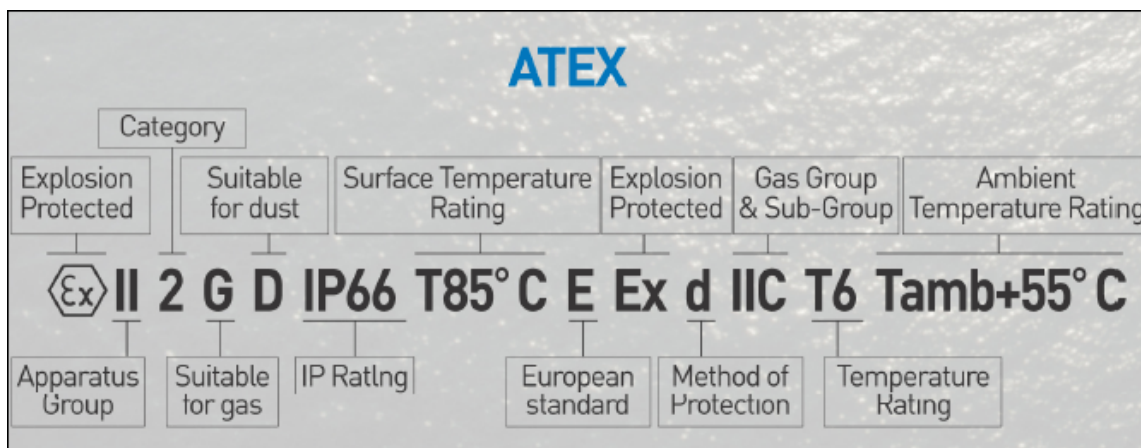 ATEX
Category
Explosion
Protected
Suitable
for dust
Surface Temperature
Rating
Explosion
Protected
Gas Group
& Sub-Group
Ambient
Temperature Rating
Ex II 2 G D IP66 T85° C E Ex d IIC T6 Tamb+55° C
Apparatus
Group
Suitable
for gas
IP Rating
European
standard
Method of
Protection
Temperature
Rating